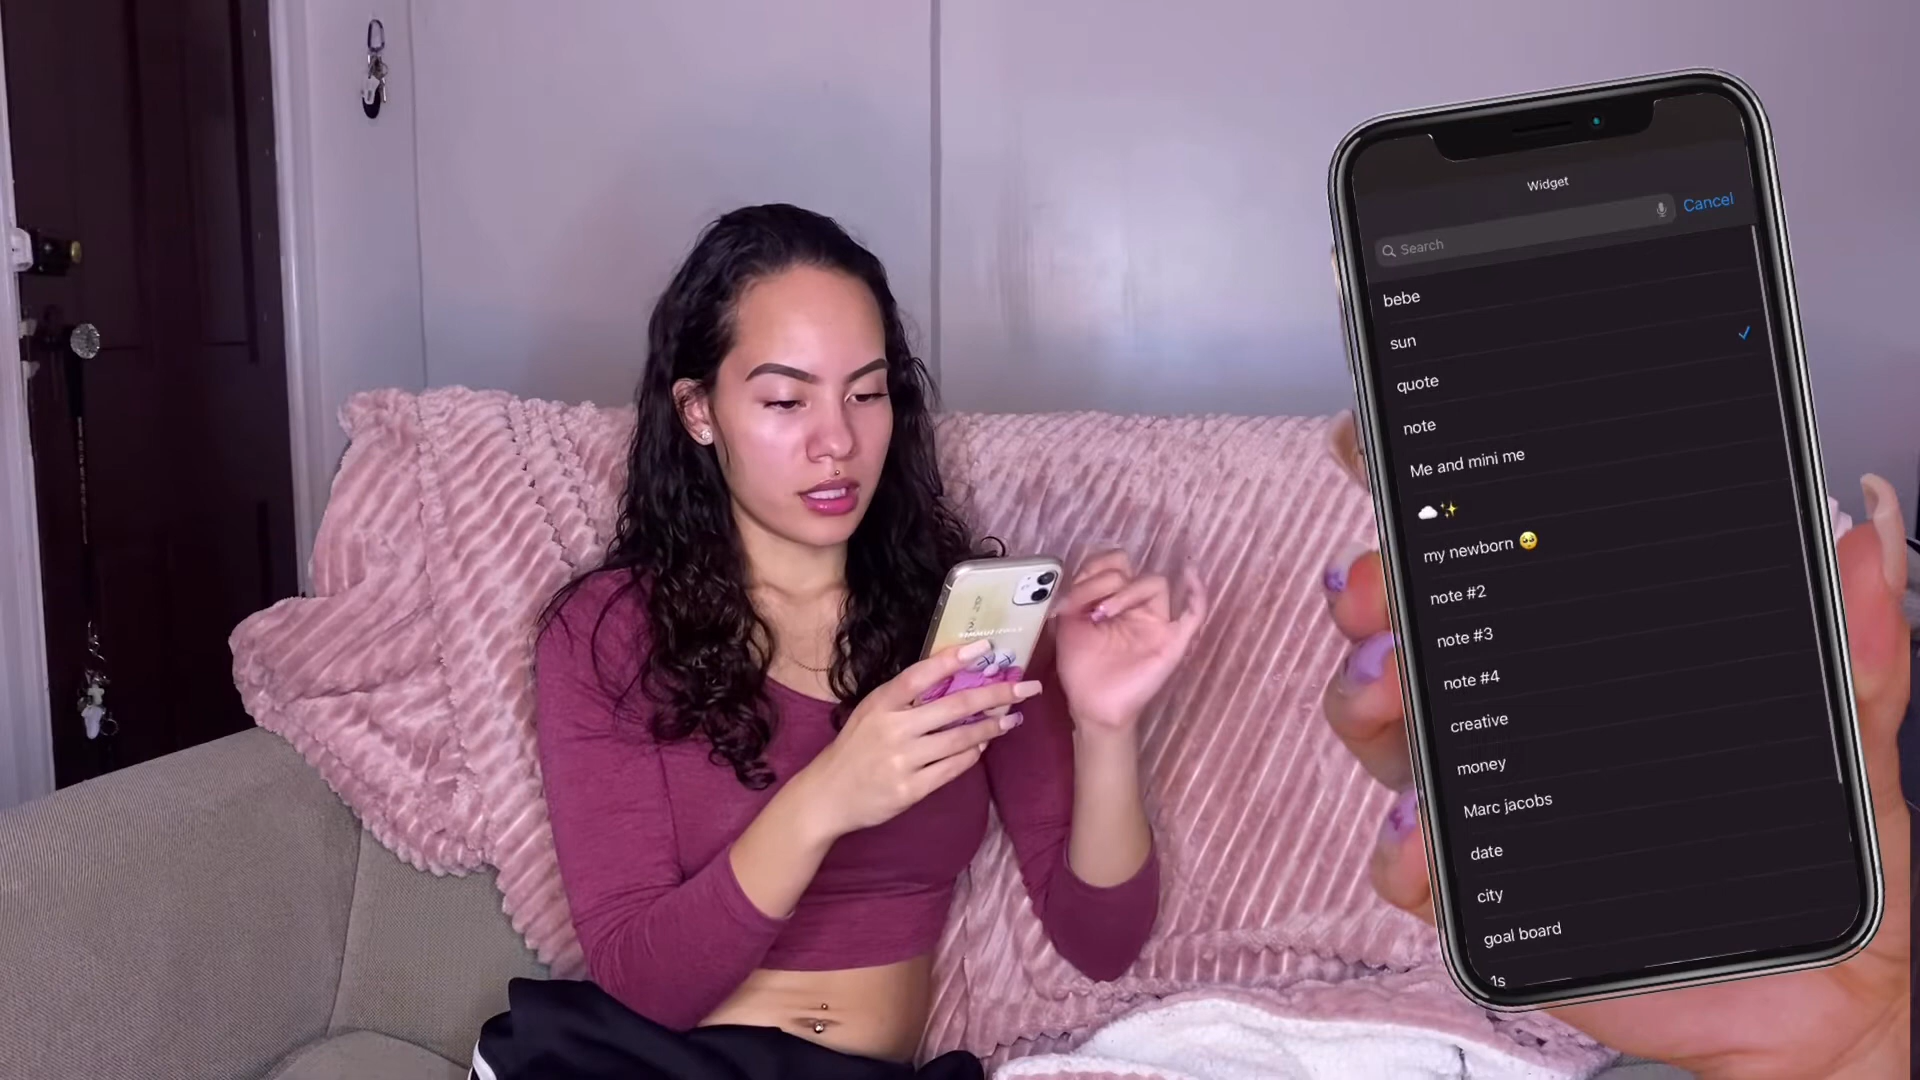 Widget
Search
Cancel
bebe
sun
quote
note
Me and mini me
☁️✨
my newborn 🥺
note #2
note #3
note #4
creative
money
Marc jacobs
date
city
goal board
1s